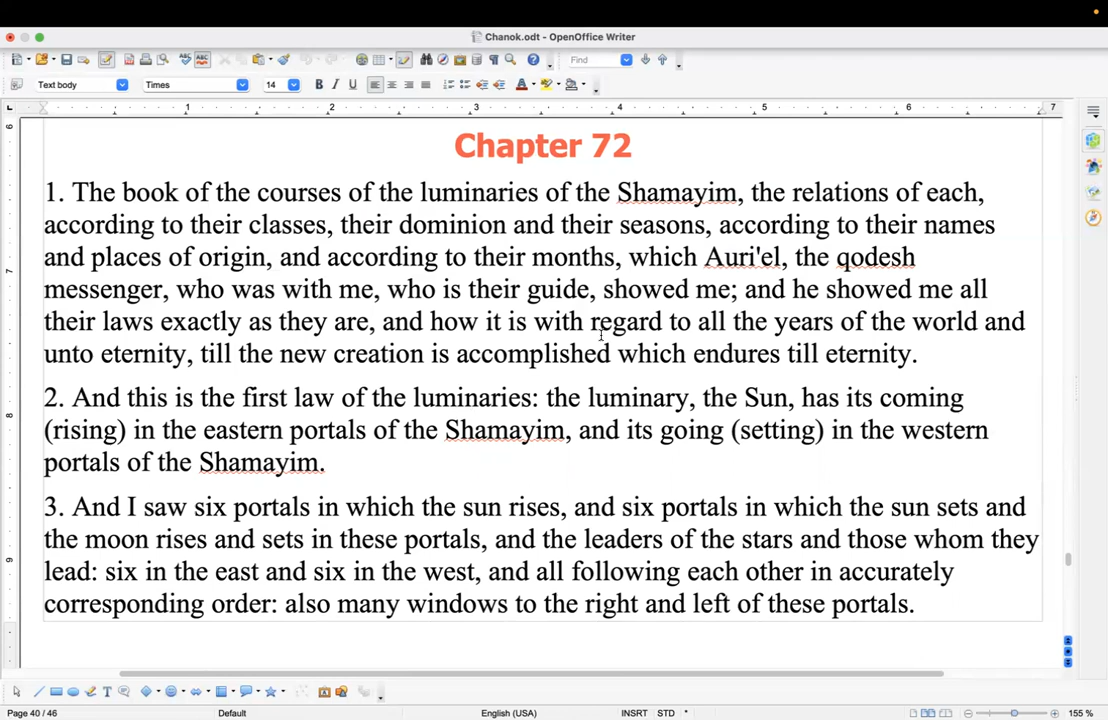 Chanok.odt - OpenOffice Writer
Find
Text body
Times
14
1 2 3 4 5 6 7
6
7
8
9
Chapter 72
1. The book of the courses of the luminaries of the Shamayim, the relations of each,
according to their classes, their dominion and their seasons, according to their names
and places of origin, and according to their months, which Auri'el, the qodesh
messenger, who was with me, who is their guide, showed me; and he showed me all
their laws exactly as they are, and how it is with regard to all the years of the world and
unto eternity, till the new creation is accomplished which endures till eternity.
2. And this is the first law of the luminaries: the luminary, the Sun, has its coming
(rising) in the eastern portals of the Shamayim, and its going (setting) in the western
portals of the Shamayim.
3. And I saw six portals in which the sun rises, and six portals in which the sun sets and
the moon rises and sets in these portals, and the leaders of the stars and those whom they
lead: six in the east and six in the west, and all following each other in accurately
corresponding order: also many windows to the right and left of these portals.
Page 40 / 46 Default English (USA) INSRT STD * 155 %